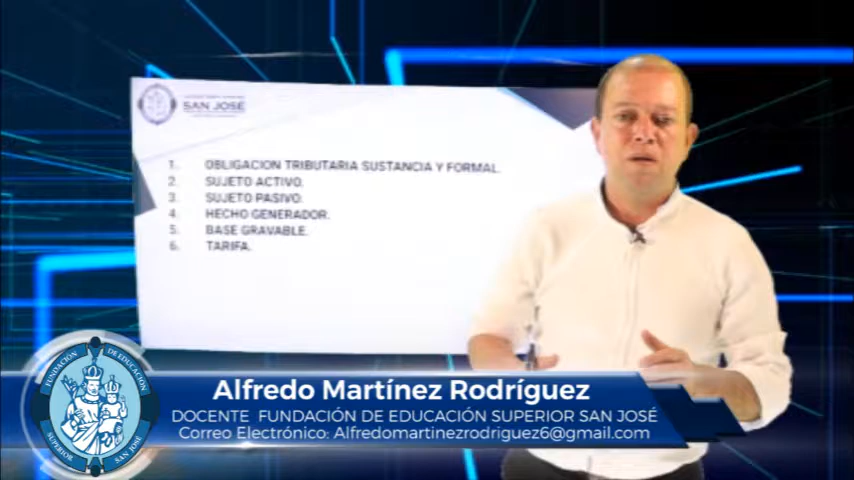 SAN JOSÉ
1. OBLIGACION TRIBUTARIA SUSTANCIA Y FORMAL.
2. SUJETO ACTIVO.
3. SUJETO PASIVO.
4. HECHO GENERADOR.
5. BASE GRAVABLE.
6. TARIFA.
Alfredo Martínez Rodríguez
DOCENTE FUNDACIÓN DE EDUCACIÓN SUPERIOR SAN JOSÉ
Correo Electrónico: Alfredomartinezrodriguez6@gmail.com
FUNDACIÓN DE EDUCACIÓN
SUPERIOR SAN JOSÉ